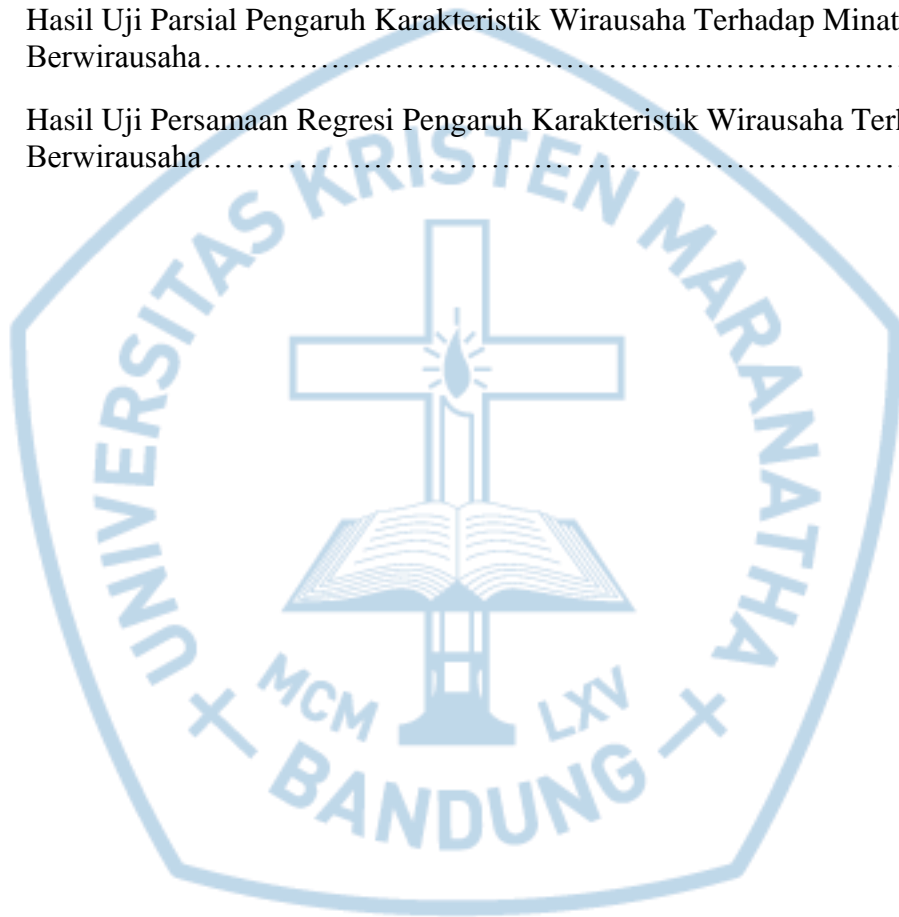 Hasil Uji Parsial Pengaruh Karakteristik Wirausaha Terhadap Minat
Berwirausaha……………………………………………………………………
Hasil Uji Persamaan Regresi Pengaruh Karakteristik Wirausaha
Berwirausaha……………………………………………………………………
UNIVERSITAS KRISTEN MARANATHA
MCM LXV
BANDUNG